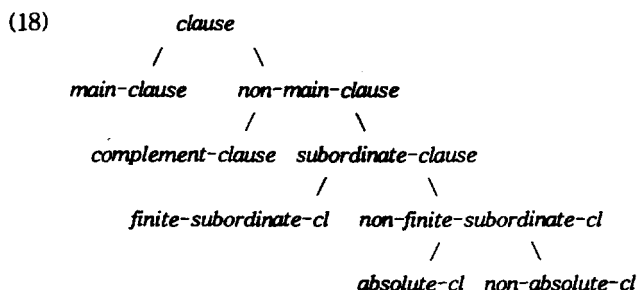 (18) clause
/ \
main-clause non-main-clause
/ \
complement-clause subordinate-clause
/ \
finite-subordinate-cl non-finite-subordinate-cl
/ \
absolute-cl non-absolute-cl